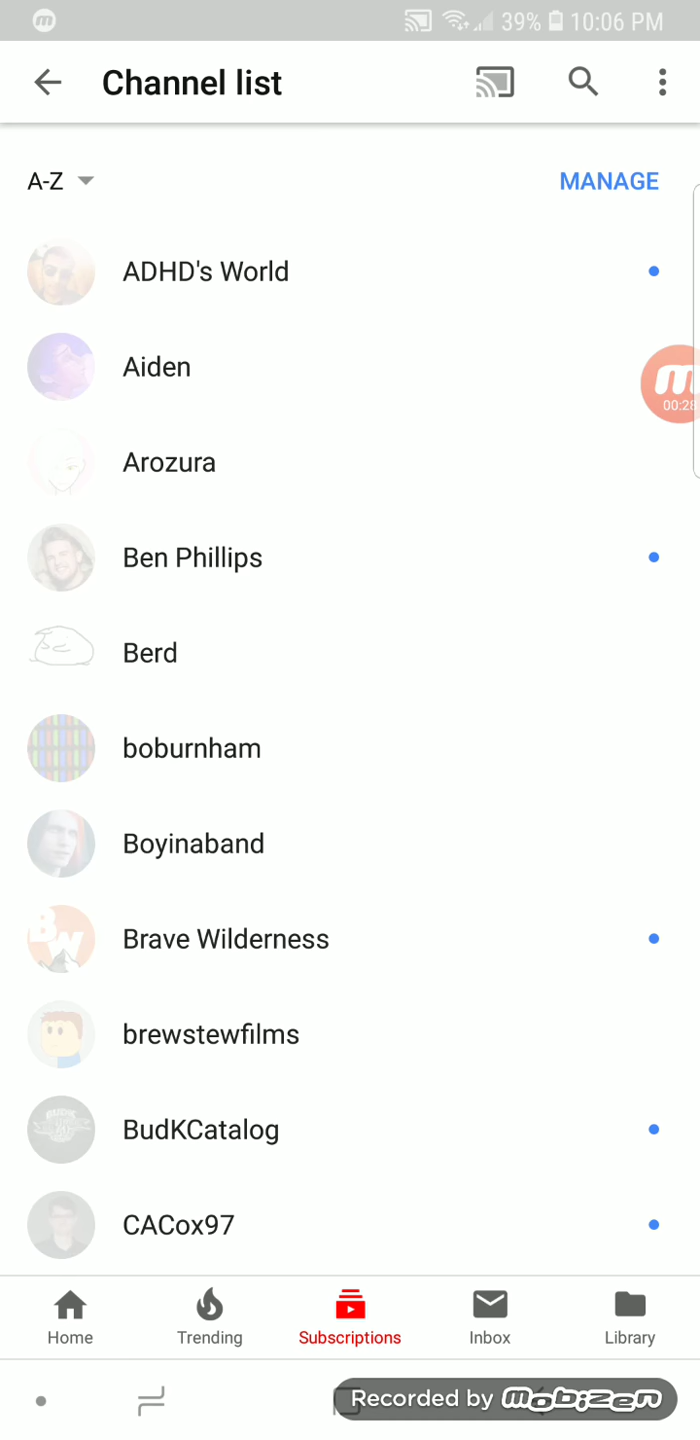 39% 10:06 PM
Channel list
A-Z
MANAGE
ADHD's World
Aiden
00:28
Arozura
Ben Phillips
Berd
boburnham
Boyinaband
BW
Brave Wilderness
brewstewfilms
BudKCatalog
CACox97
Home
Trending
Subscriptions
Inbox
Library
Recorded by mobizen